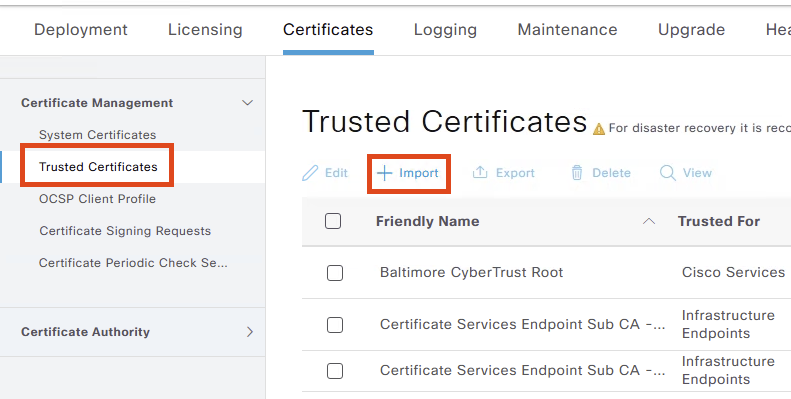 Deployment Licensing Certificates Logging Maintenance Upgrade Hea
Certificate Management
System Certificates
Trusted Certificates
OCSP Client Profile
Certificate Signing Requests
Certificate Periodic Check Se...
Certificate Authority
Trusted Certificates For disaster recovery it is reco
Edit Import Export Delete View
Friendly Name Trusted For
Baltimore CyberTrust Root Cisco Services
Certificate Services Endpoint Sub CA -... Infrastructure
Endpoints
Certificate Services Endpoint Sub CA -... Infrastructure
Endpoints